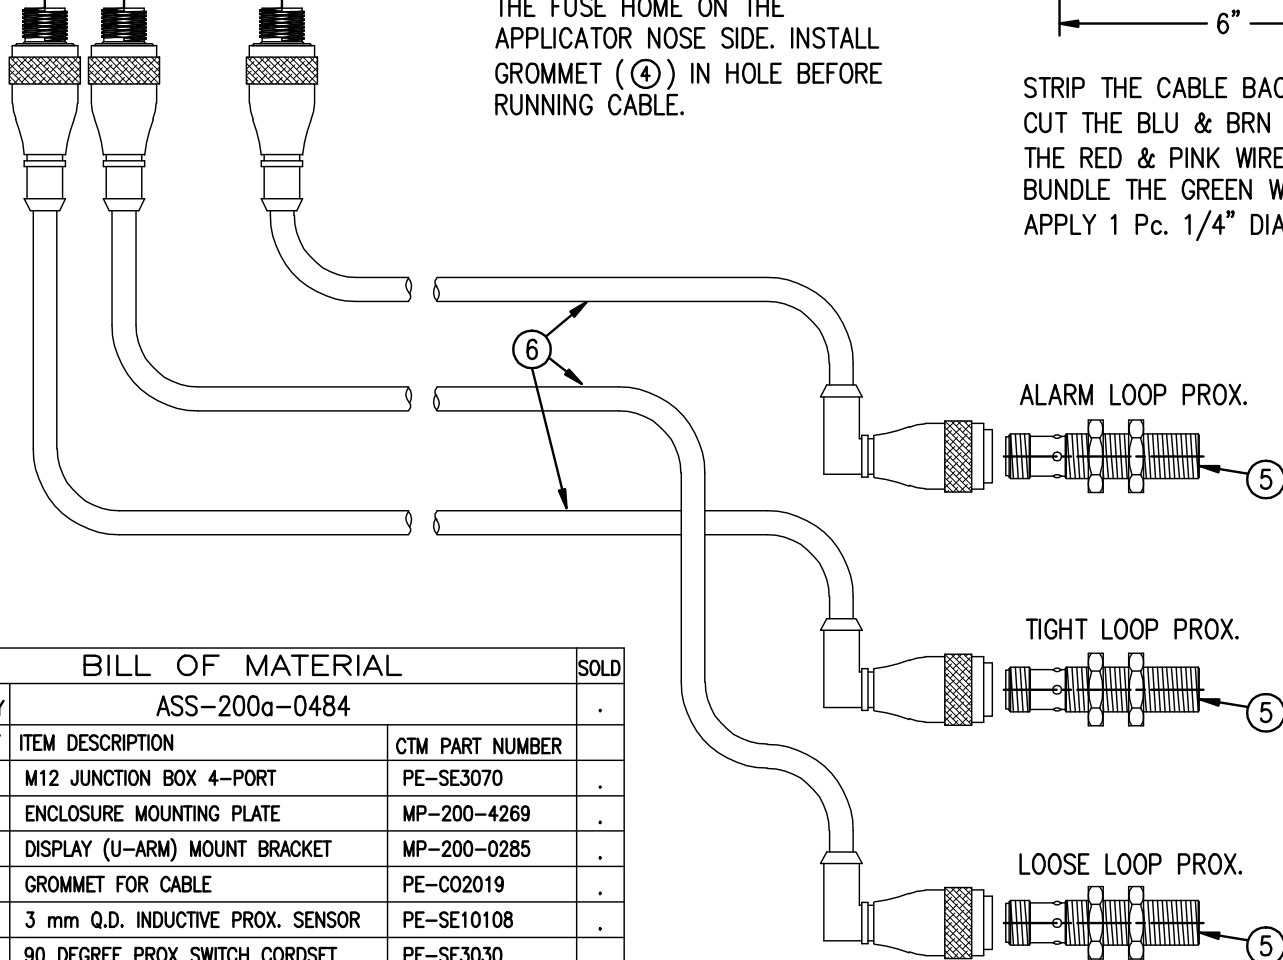 THE FUSE HOME ON THE
APPLICATOR NOSE SIDE. INSTALL
GROMMET (4) IN HOLE BEFORE
RUNNING CABLE.
6"
STRIP THE CABLE BAC
CUT THE BLU & BRN
THE RED & PINK WIRE
BUNDLE THE GREEN W
APPLY 1 Pc. 1/4" DIA
6
ALARM LOOP PROX.
5
TIGHT LOOP PROX.
5
LOOSE LOOP PROX.
5
BILL OF MATERIAL SOLD
Y ASS-200a-0484 .
ITEM DESCRIPTION CTM PART NUMBER
M12 JUNCTION BOX 4-PORT PE-SE3070 .
ENCLOSURE MOUNTING PLATE MP-200-4269 .
DISPLAY (U-ARM) MOUNT BRACKET MP-200-0285 .
GROMMET FOR CABLE PE-CO2019 .
3 mm Q.D. INDUCTIVE PROX. SENSOR PE-SE10108 .
90 DEGREE PROX SWITCH CORDSET PE-SE3030